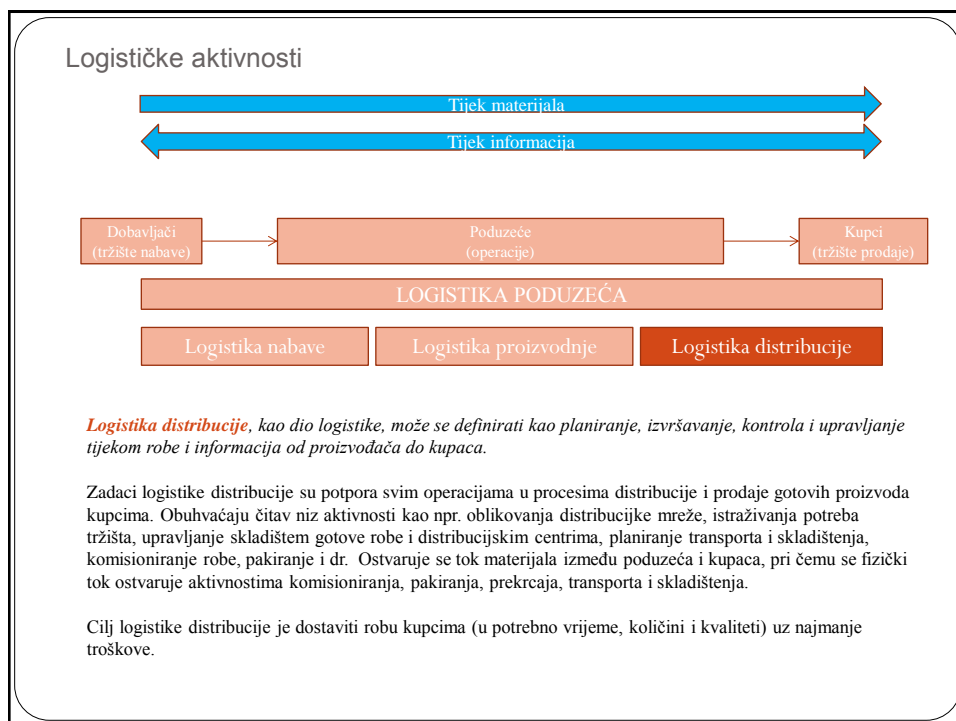 Logističke aktivnosti
Tijek materijala
Tijek informacija
Dobavljači
(tržište nabave)
Poduzeće
(operacije)
Kupci
(tržište prodaje)
LOGISTIKA PODUZEĆA
Logistika nabave
Logistika proizvodnje
Logistika distribucije
Logistika distribucije, kao dio logistike, može se definirati kao planiranje, izvršavanje, kontrola i upravljanje
tijekom robe i informacija od proizvođača do kupaca.
Zadaci logistike distribucije su potpora svim operacijama u procesima distribucije i prodaje gotovih proizvoda
kupcima. Obuhvaćaju čitav niz aktivnosti kao npr. oblikovanja distribucijke mreže, istraživanja potreba
tržišta, upravljanje skladištem gotove robe i distribucijskim centrima, planiranje transporta i skladištenja,
komisioniranje robe, pakiranje i dr. Ostvaruje se tok materijala između poduzeća i kupaca, pri čemu se fizički
tok ostvaruje aktivnostima komisioniranja, pakiranja, prekrcaja, transporta i skladištenja.
Cilj logistike distribucije je dostaviti robu kupcima (u potrebno vrijeme, količini i kvaliteti) uz najmanje
troškove.